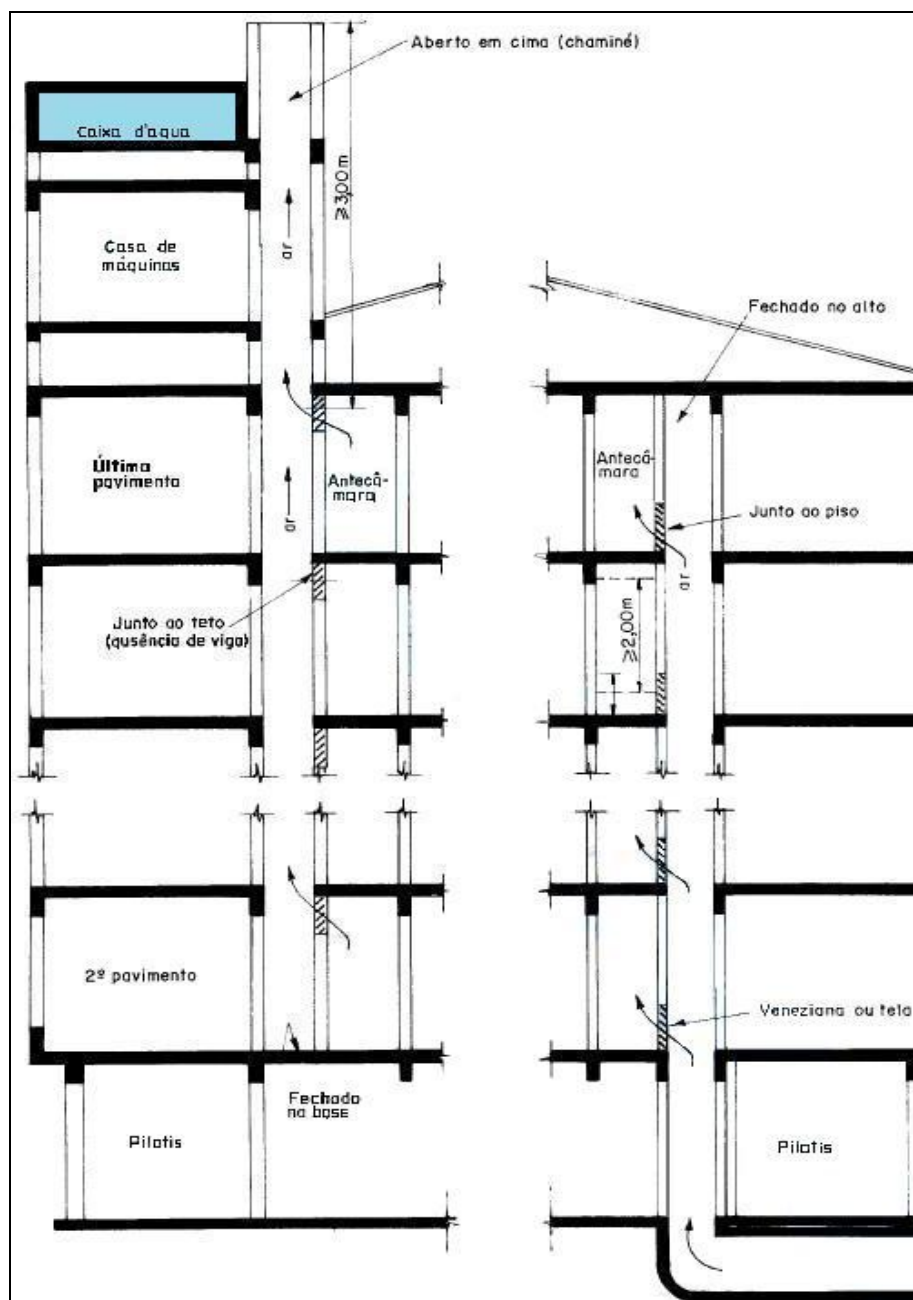 Aberto em cima (chaminé)
Caixa d'agua
≥3,00m
Casa de
máquinas
ar
Fechado no alto
Última
pavimento
ar
Antecâ-
mara
Antecâ-
mara
Junto ao piso
ar
Junto ao teto
(ausência de viga)
≥2,00m
2º pavimento
Veneziana ou tela
Fechado
na base
Pilotis
Pilotis